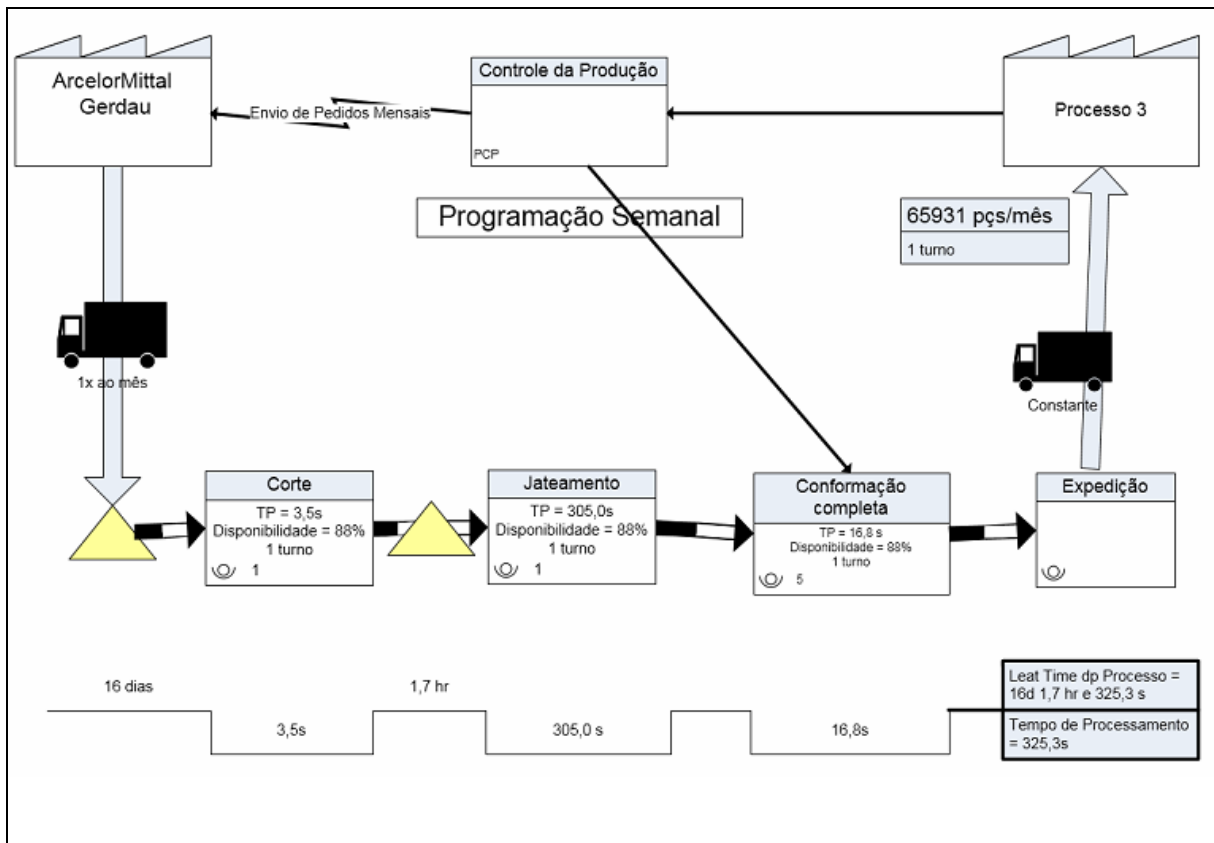 ArcelorMittal
Gerdau
Envio de Pedidos Mensais
Controle da Produção
PCP
Processo 3
Programação Semanal
65931 pçs/mês
1 turno
1x ao mês
Constante
Corte
TP = 3,5s
Disponibilidade = 88%
1 turno
1
Jateamento
TP = 305,0s
Disponibilidade = 88%
1 turno
1
Conformação
completa
TP = 16,8 s
Disponibilidade = 88%
1 turno
5
Expedição
16 dias
3,5s
1,7 hr
305,0 s
16,8s
Leat Time dp Processo =
16d 1,7 hr e 325,3 s
Tempo de Processamento
= 325,3s